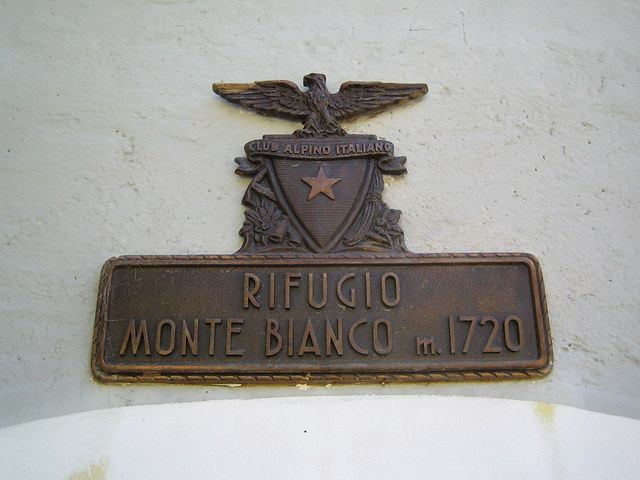 CLUB ALPINO ITALIANO
RIFUGIO
MONTE BIANCO m. 1720